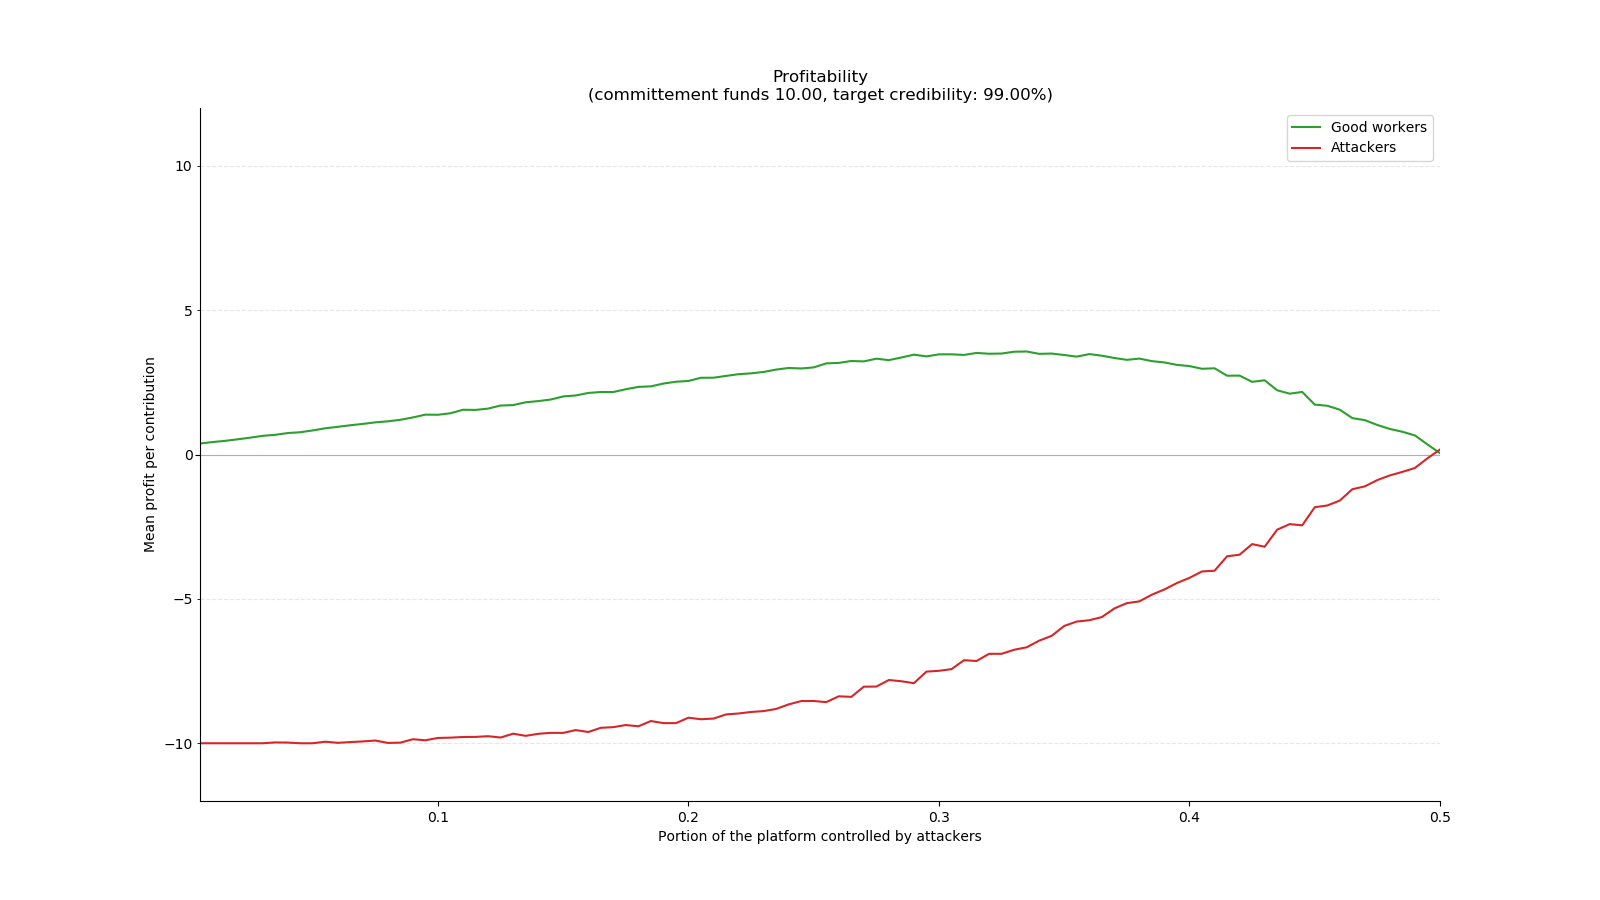 Profitability
(committement funds 10.00, target credibility: 99.00%)
Good workers
Attackers
10
5
0
−5
−10
Mean profit per contribution
0.1
0.2
0.3
0.4
0.5
Portion of the platform controlled by attackers